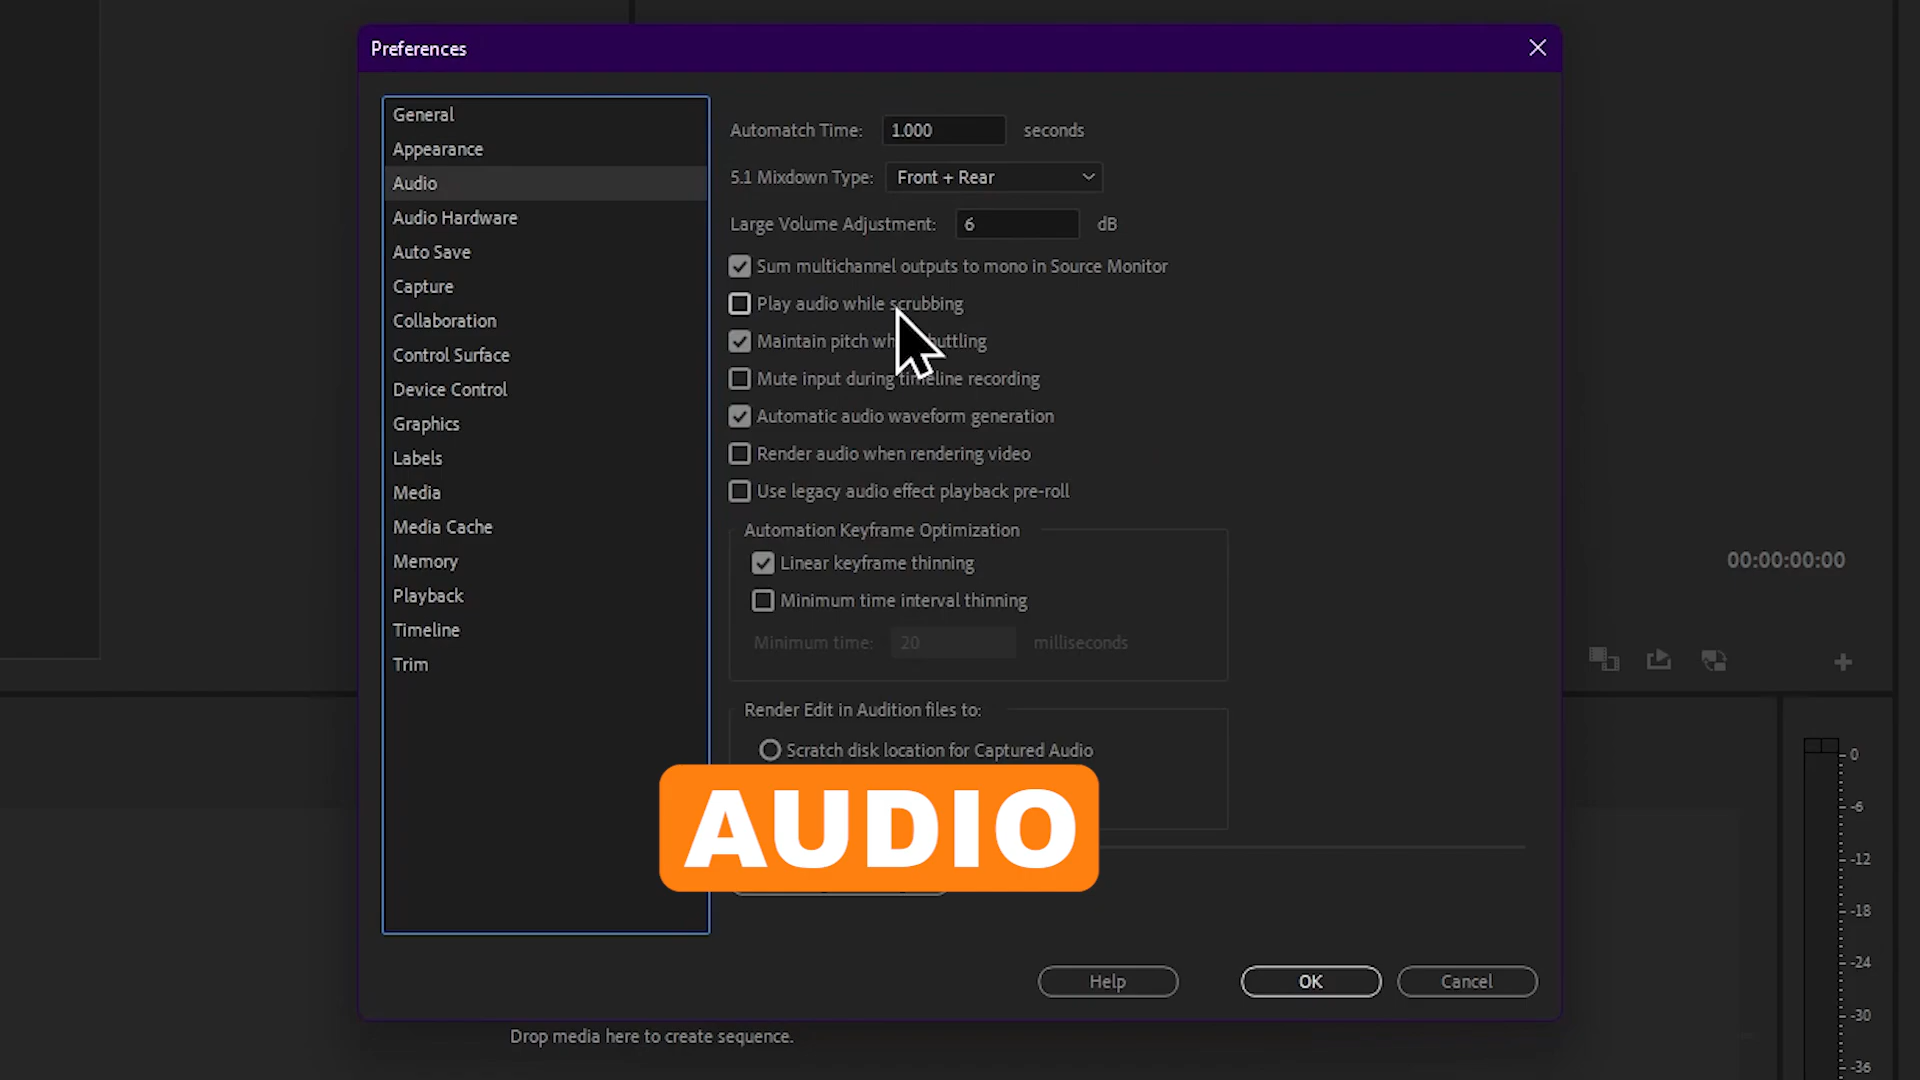 Preferences
General
Appearance
Audio
Audio Hardware
Auto Save
Capture
Collaboration
Control Surface
Device Control
Graphics
Labels
Media
Media Cache
Memory
Playback
Timeline
Trim
Automatch Time: 1.000 seconds
5.1 Mixdown Type: Front + Rear
Large Volume Adjustment: 6 dB
Sum multichannel outputs to mono in Source Monitor
Play audio while scrubbing
Maintain pitch
Mute input during timeline recording
Automatic audio waveform generation
Render audio when rendering video
Use legacy audio effect playback pre-roll
Automation Keyframe Optimization
Linear keyframe thinning
Minimum time interval thinning
Minimum time: 20 milliseconds
Render Edit in Audition files to:
Scratch disk location for Captured Audio
AUDIO
Help
OK
Cancel
Drop media here to create sequence.
00:00:00:00
0
-6
-12
-18
-24
-30
-36